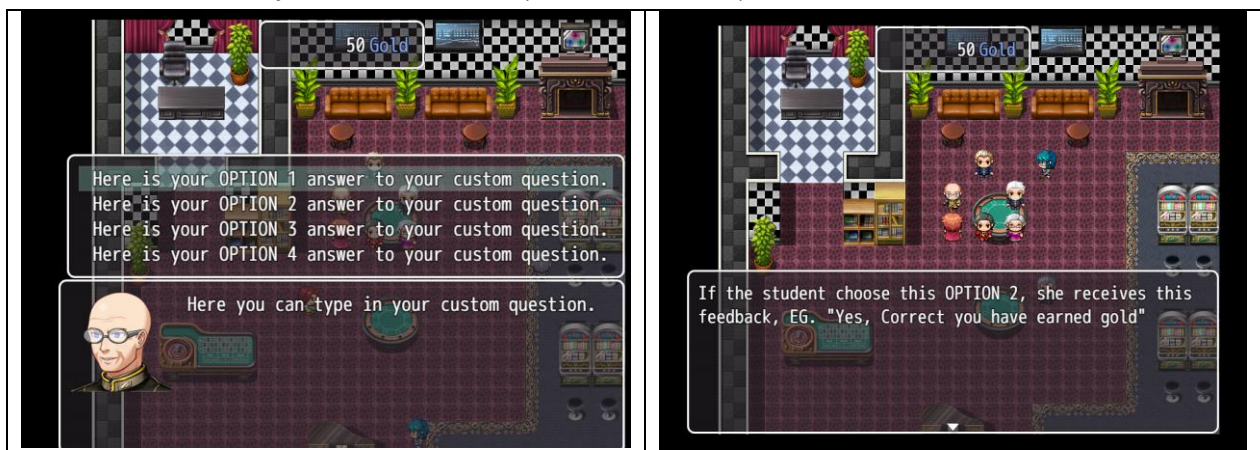 50 Gold
Here is your OPTION 1 answer to your custom question.
Here is your OPTION 2 answer to your custom question.
Here is your OPTION 3 answer to your custom question.
Here is your OPTION 4 answer to your custom question.
Here you can type in your custom question.
50 Gold
If the student choose this OPTION 2, she receives this
feedback, EG. "Yes, Correct you have earned gold"